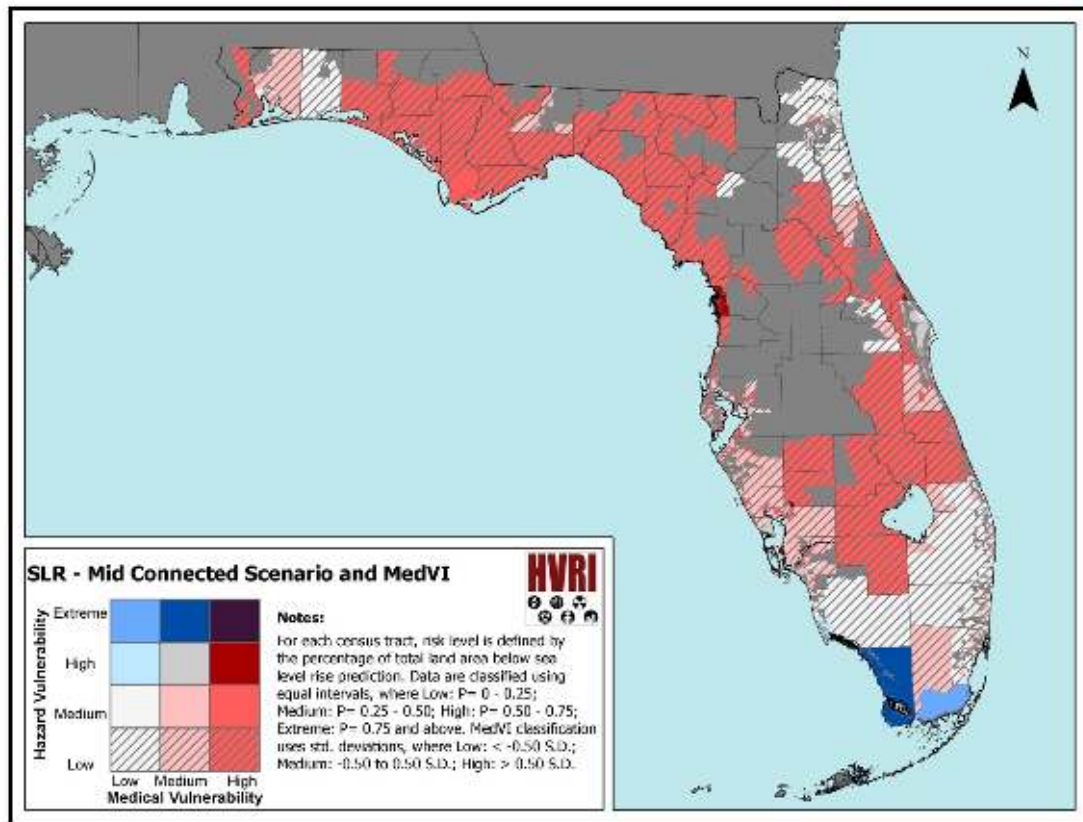 N
SLR - Mid Connected Scenario and MedVI
HVRI
Hazard Vulnerability
Extreme
High
Medium
Low
Low Medium High
Medical Vulnerability
Notes:
For each census tract, risk level is defined by
the percentage of total land area below sea
level rise prediction. Data are classified using
equal intervals, where Low: P= 0 - 0.25;
Medium: P= 0.25 - 0.50; High: P= 0.50 - 0.75;
Extreme: P= 0.75 and above. MedVI classification
uses std. deviations, where Low: < -0.50 S.D.;
Medium: -0.50 to 0.50 S.D.; High: > 0.50 S.D.